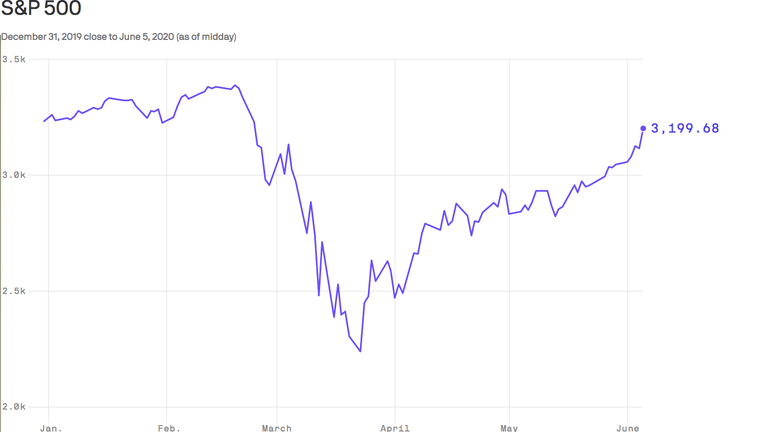 S&P 500
December 31, 2019 close to June 5, 2020 (as of midday)
3.5k
3,199.68
3.0k
2.5k
2.0k
Jan. Feb. March April May June